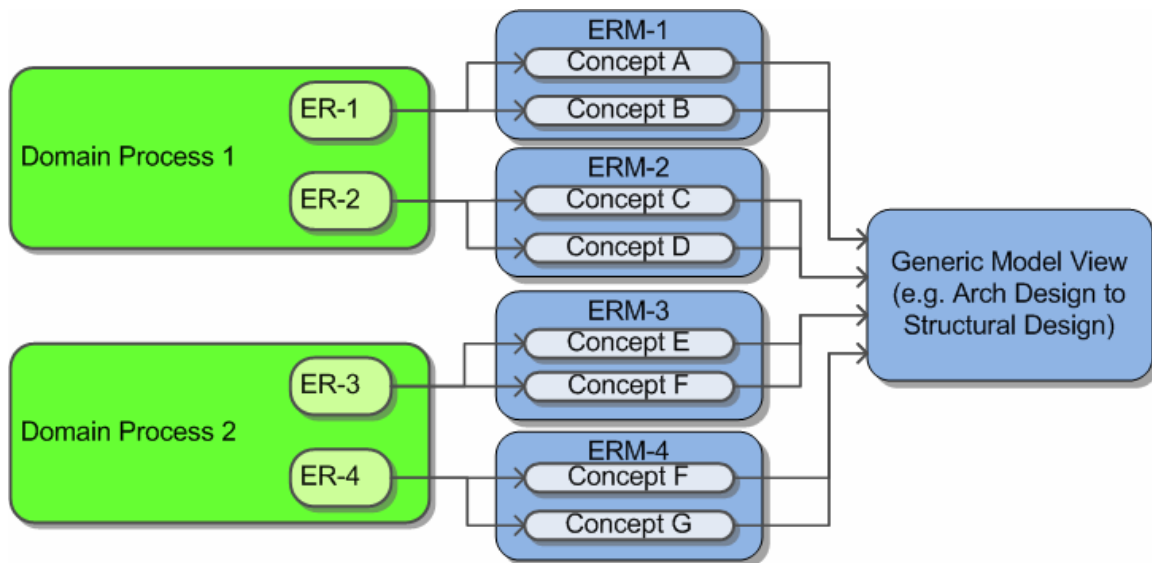 Domain Process 1
ER-1
ER-2
ERM-1
Concept A
Concept B
ERM-2
Concept C
Concept D
Domain Process 2
ER-3
ER-4
ERM-3
Concept E
Concept F
ERM-4
Concept F
Concept G
Generic Model View
(e.g. Arch Design to
Structural Design)